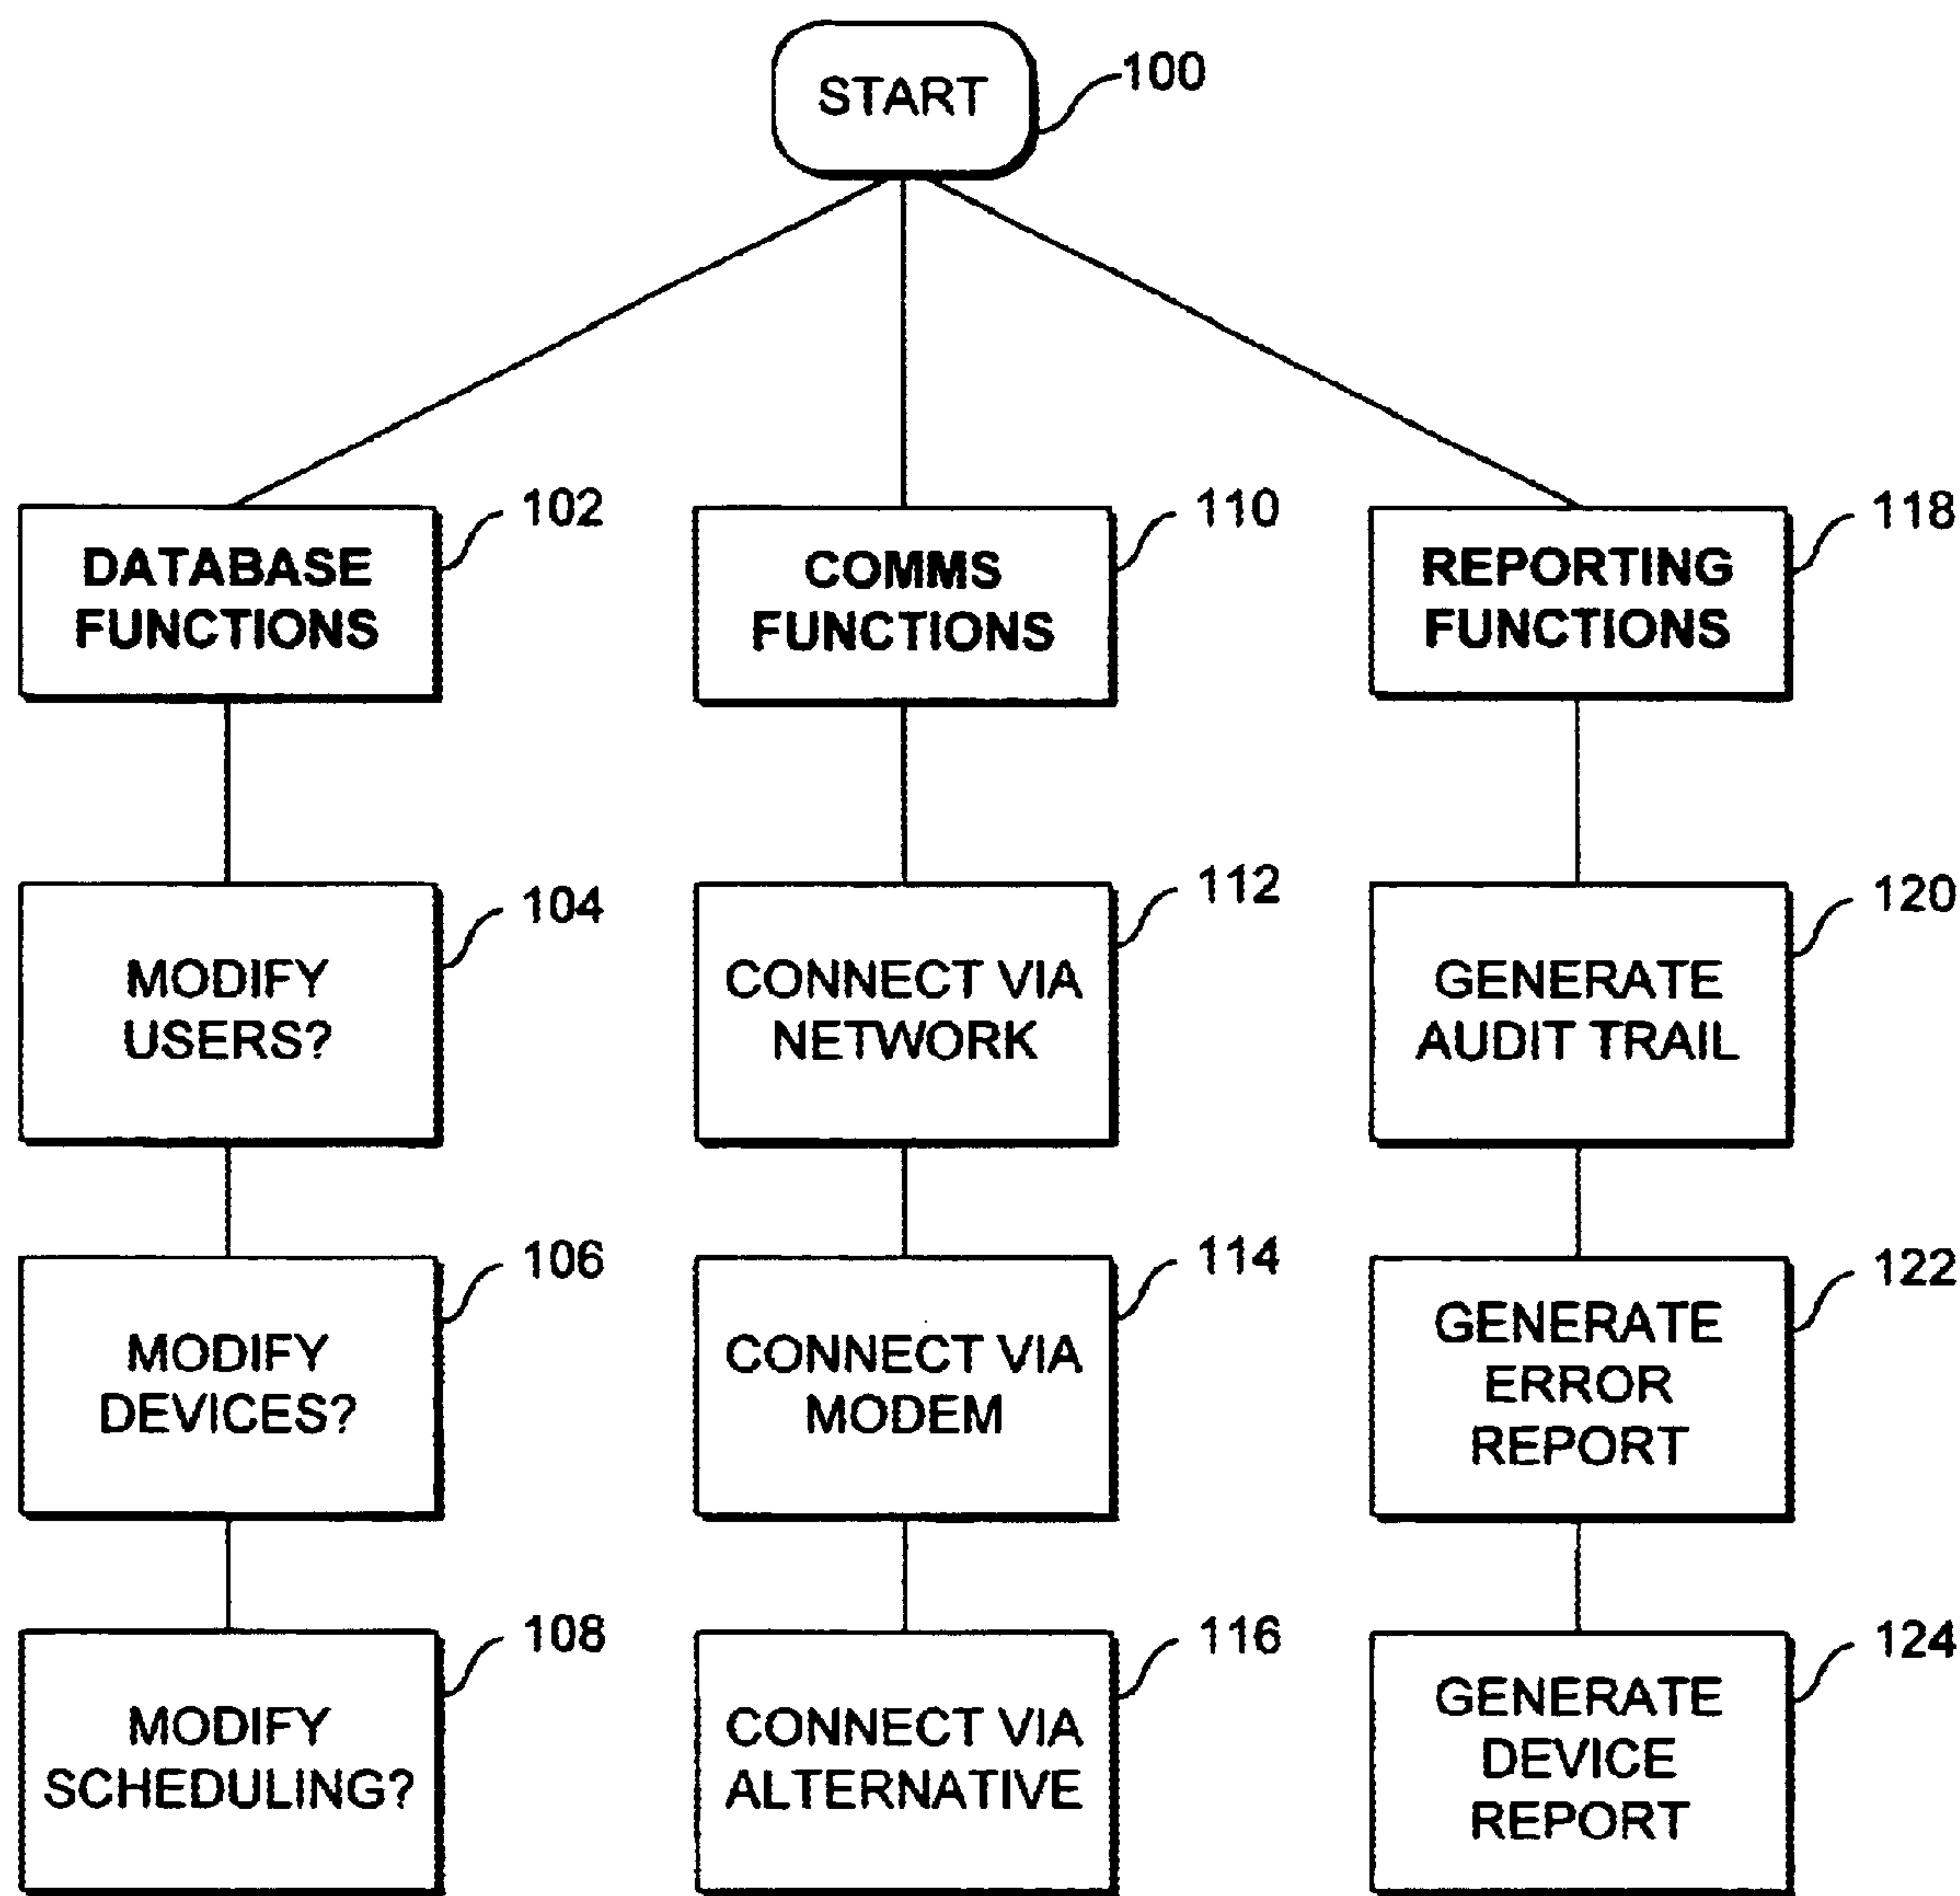 START
100
DATABASE
FUNCTIONS
102
COMMS
FUNCTIONS
110
REPORTING
FUNCTIONS
118
MODIFY
USERS?
104
CONNECT VIA
NETWORK
112
GENERATE
AUDIT TRAIL
120
MODIFY
DEVICES?
106
CONNECT VIA
MODEM
114
GENERATE
ERROR
REPORT
122
MODIFY
SCHEDULING?
108
CONNECT VIA
ALTERNATIVE
116
GENERATE
DEVICE
REPORT
124